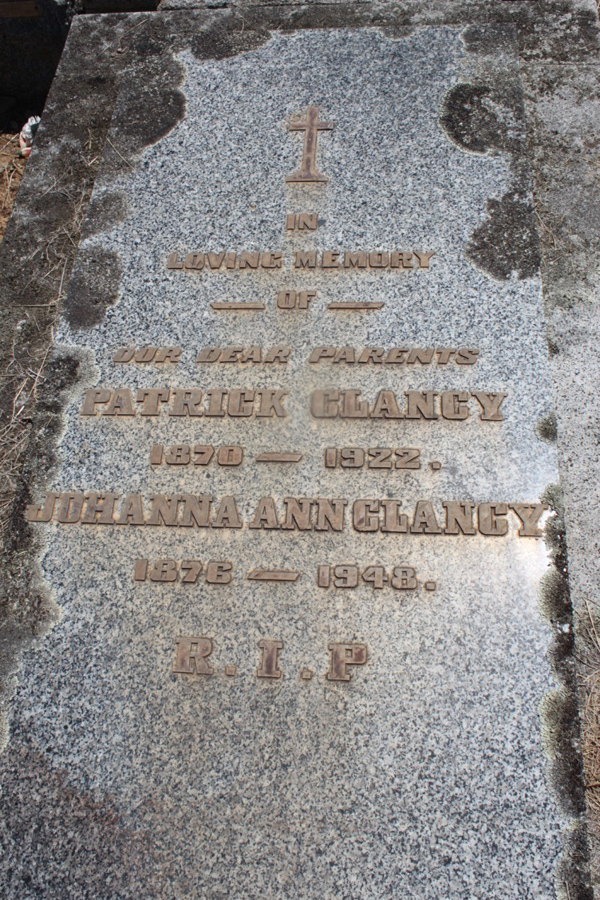 IN
LOVING MEMORY
— OF —
OUR DEAR PARENTS
PATRICK CLANCY
1870 — 1922.
JOHANNA ANN CLANCY
1876 — 1948.
R.I.P